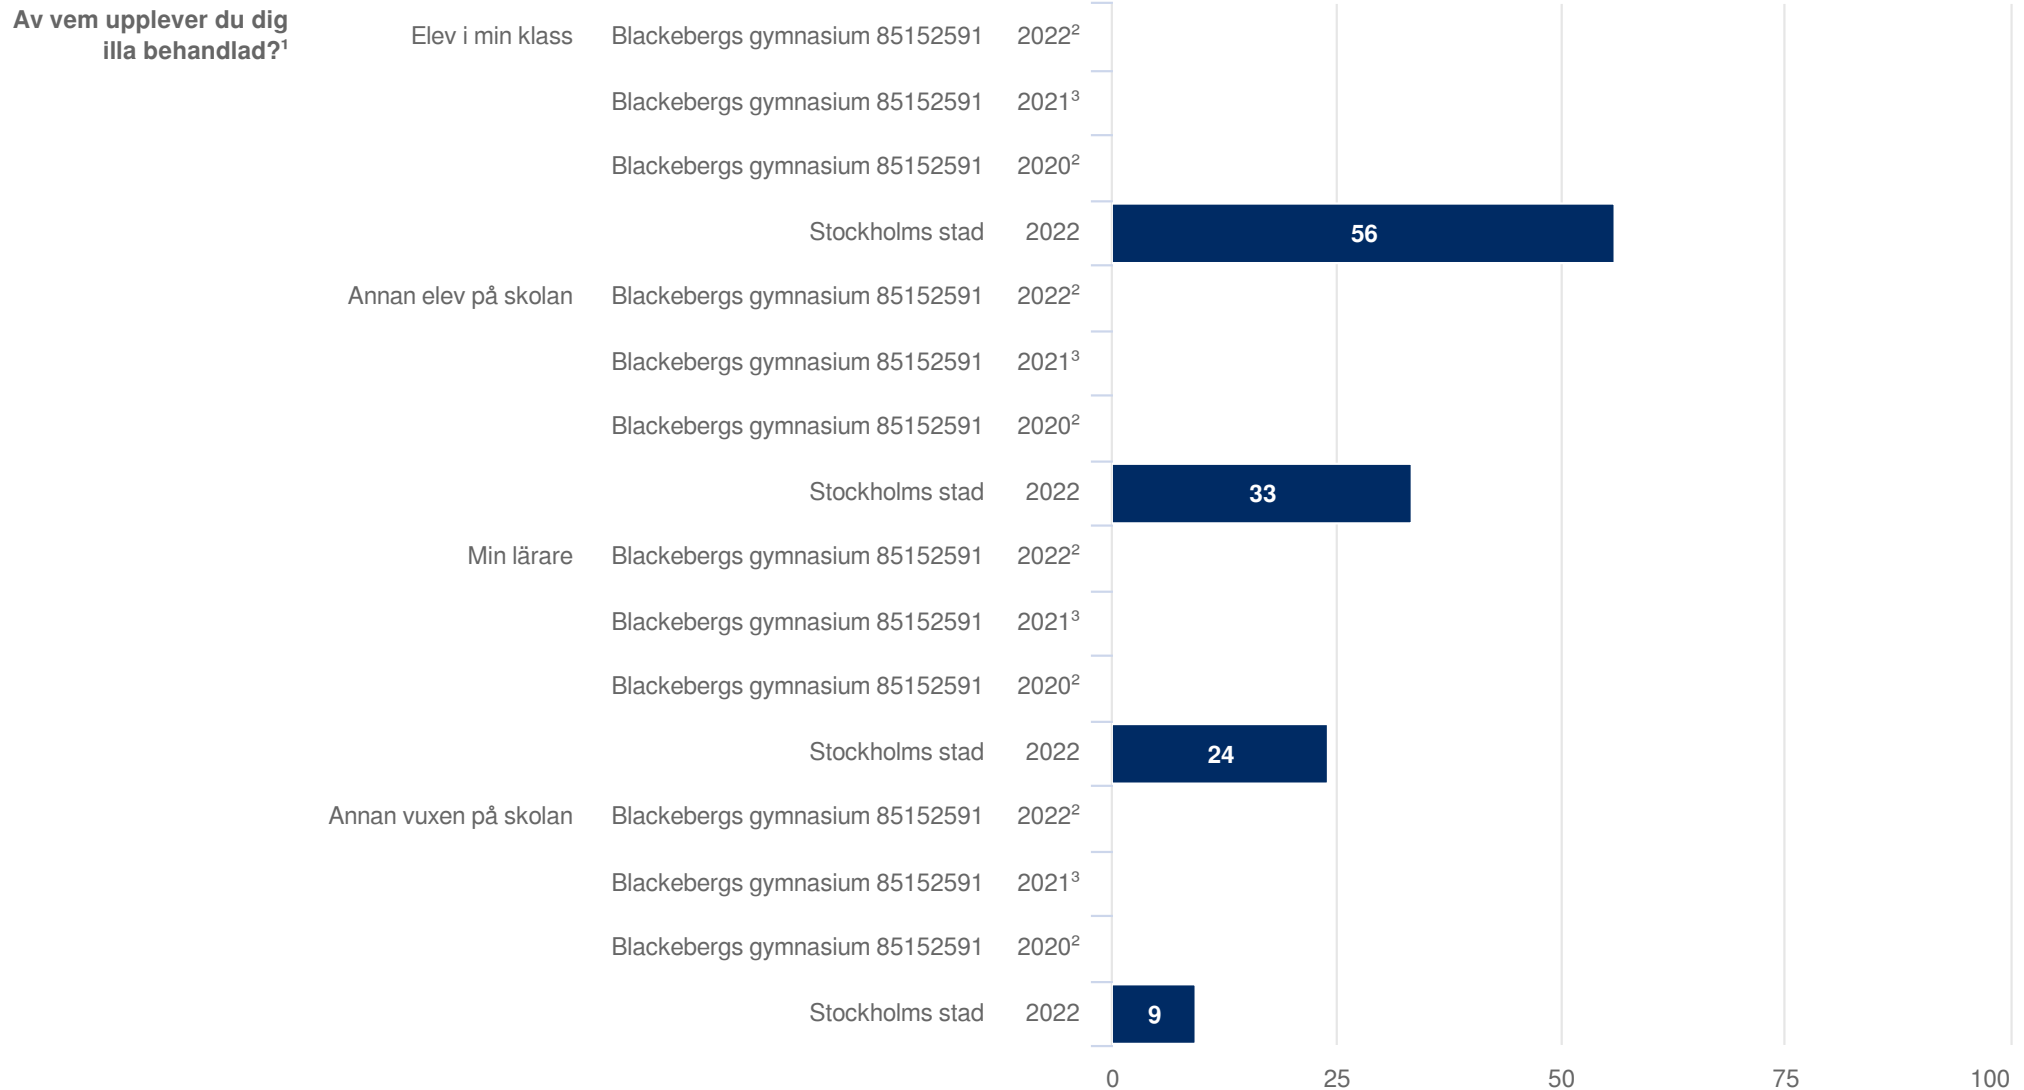 Av vem upplever du dig
illa behandlad?¹
Elev i min klass Blackebergs gymnasium 85152591 2022²
Blackebergs gymnasium 85152591 2021³
Blackebergs gymnasium 85152591 2020²
Stockholms stad 2022 56
Annan elev på skolan Blackebergs gymnasium 85152591 2022²
Blackebergs gymnasium 85152591 2021³
Blackebergs gymnasium 85152591 2020²
Stockholms stad 2022 33
Min lärare Blackebergs gymnasium 85152591 2022²
Blackebergs gymnasium 85152591 2021³
Blackebergs gymnasium 85152591 2020²
Stockholms stad 2022 24
Annan vuxen på skolan Blackebergs gymnasium 85152591 2022²
Blackebergs gymnasium 85152591 2021³
Blackebergs gymnasium 85152591 2020²
Stockholms stad 2022 9
0 25 50 75 100